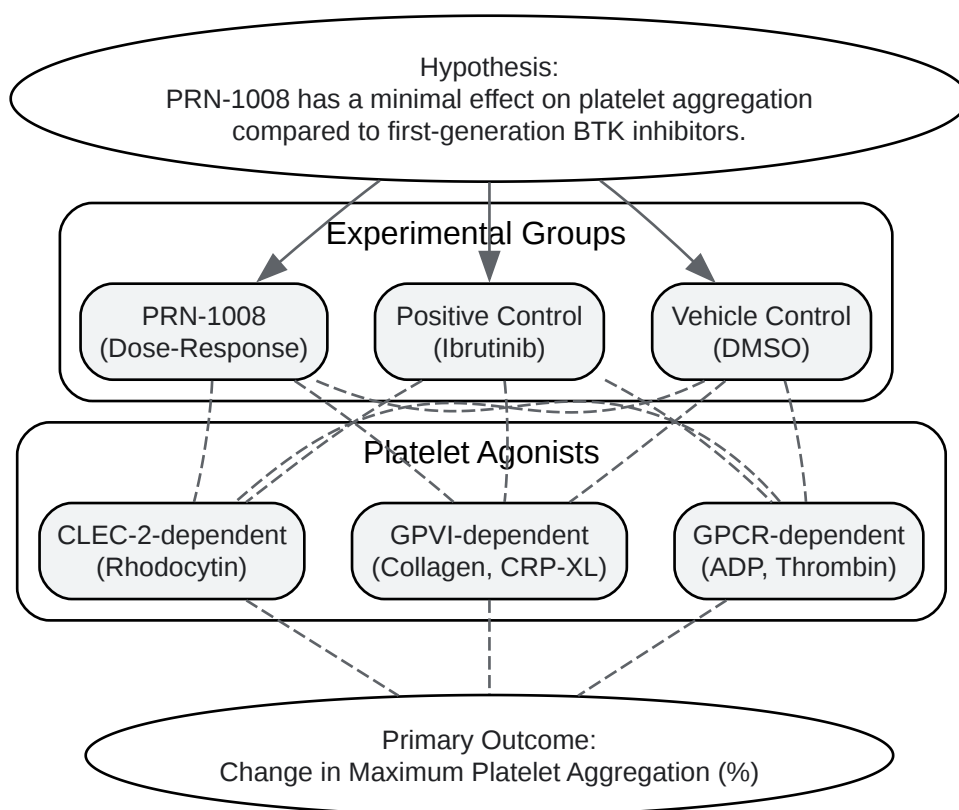 Hypothesis:
PRN-1008 has a minimal effect on platelet aggregation
compared to first-generation BTK inhibitors.
Experimental Groups
PRN-1008
(Dose-Response)
Positive Control
(Ibrutinib)
Vehicle Control
(DMSO)
Platelet Agonists
CLEC-2-dependent
(Rhodocytin)
GPVI-dependent
(Collagen, CRP-XL)
GPCR-dependent
(ADP, Thrombin)
Primary Outcome:
Change in Maximum Platelet Aggregation (%)